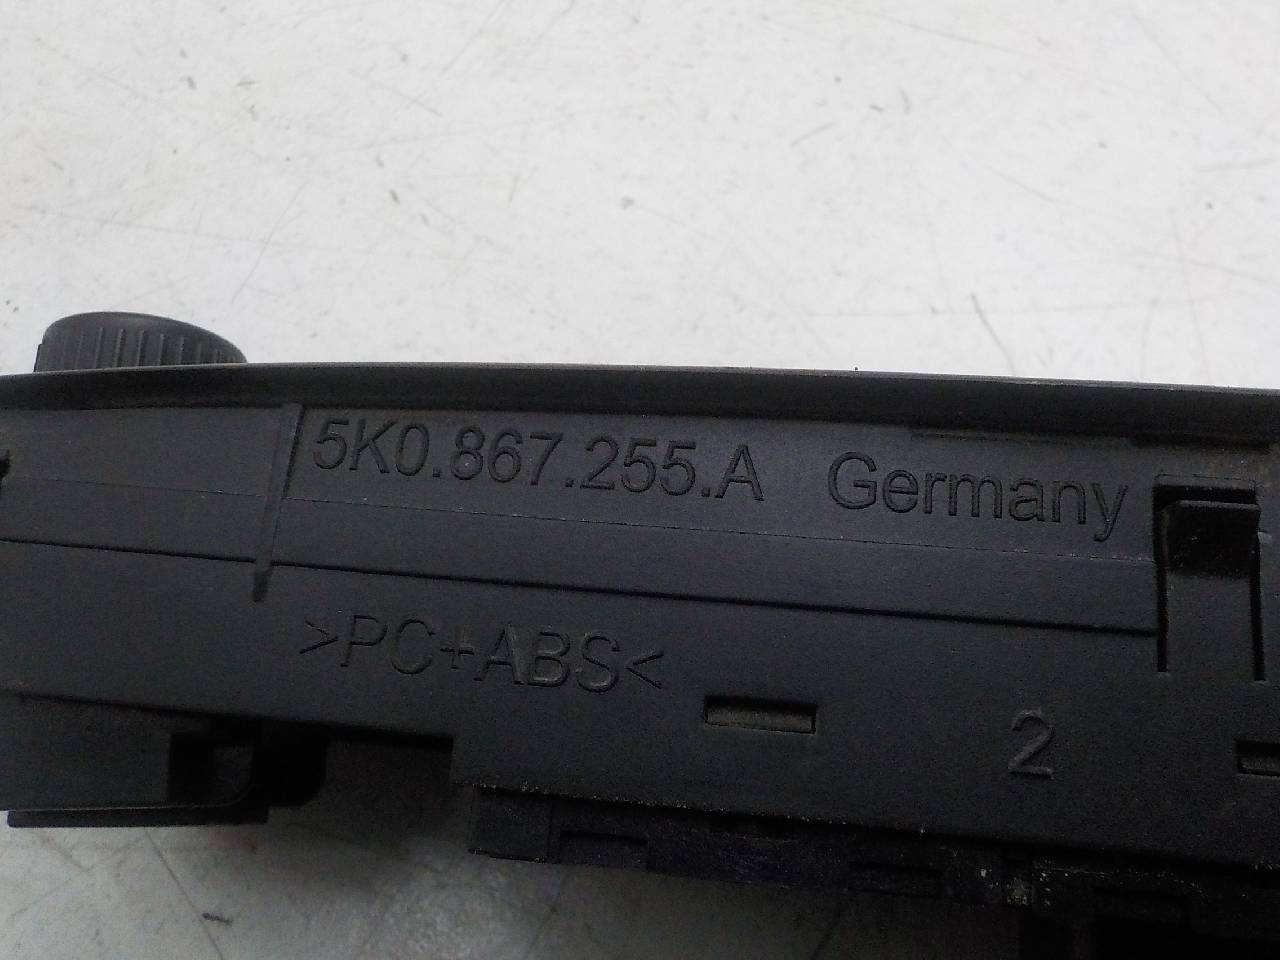 5K0.867.255.A Germany
>PC+ABS<
2